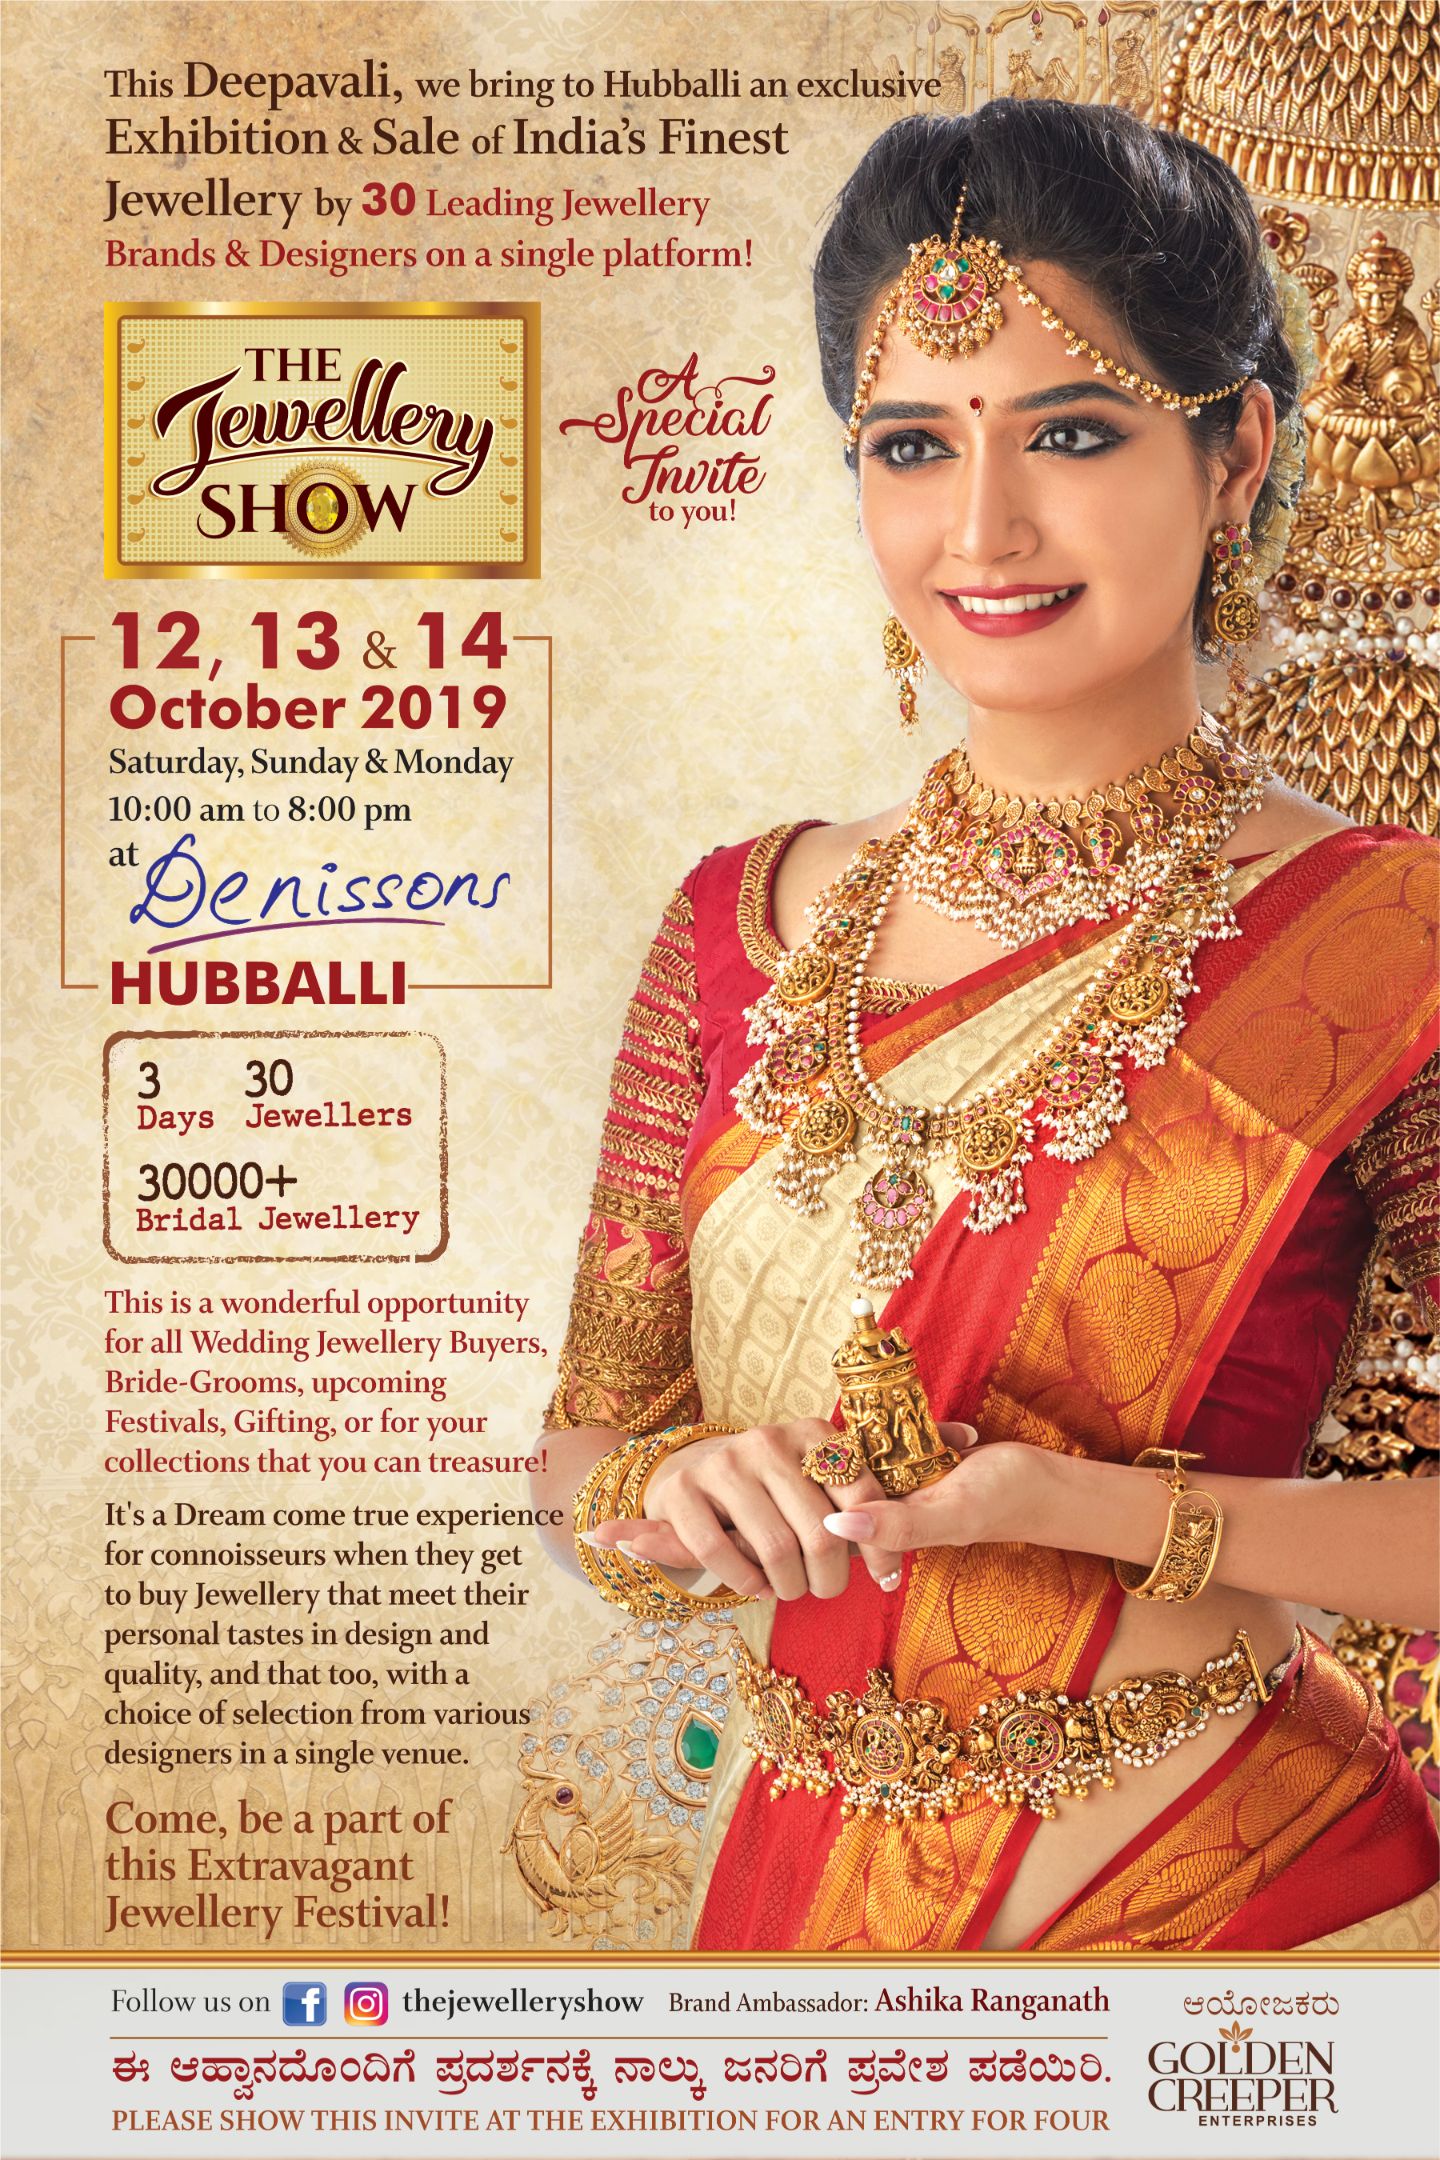 This Deepavali, we bring to Hubballi an exclusive
Exhibition & Sale of India's Finest
Jewellery by 30 Leading Jewellery
Brands & Designers on a single platform!
THE
Jewellery
SHOW
A
Special
Invite
to you!
12, 13 & 14
October 2019
Saturday, Sunday & Monday
10:00 am to 8:00 pm
at Denissons
HUBBALLI
3 30
Days Jewellers
30000+
Bridal Jewellery
This is a wonderful opportunity
for all Wedding Jewellery Buyers,
Bride-Grooms, upcoming
Festivals, Gifting, or for your
collections that you can treasure!
It's a Dream come true experience
for connoisseurs when they get
to buy Jewellery that meet their
personal tastes in design and
quality, and that too, with a
choice of selection from various
designers in a single venue.
Come, be a part of
this Extravagant
Jewellery Festival!
Follow us on f thejewelleryshow Brand Ambassador: Ashika Ranganath
ಈ ಆಹ್ವಾನದೊಂದಿಗೆ ಪ್ರದರ್ಶನಕ್ಕೆ ನಾಲ್ಕು ಜನರಿಗೆ ಪ್ರವೇಶ ಪಡೆಯಿರಿ.
PLEASE SHOW THIS INVITE AT THE EXHIBITION FOR AN ENTRY FOR FOUR
ಆಯೋಜಕರು
GOLDEN
CREEPER
ENTERPRISES